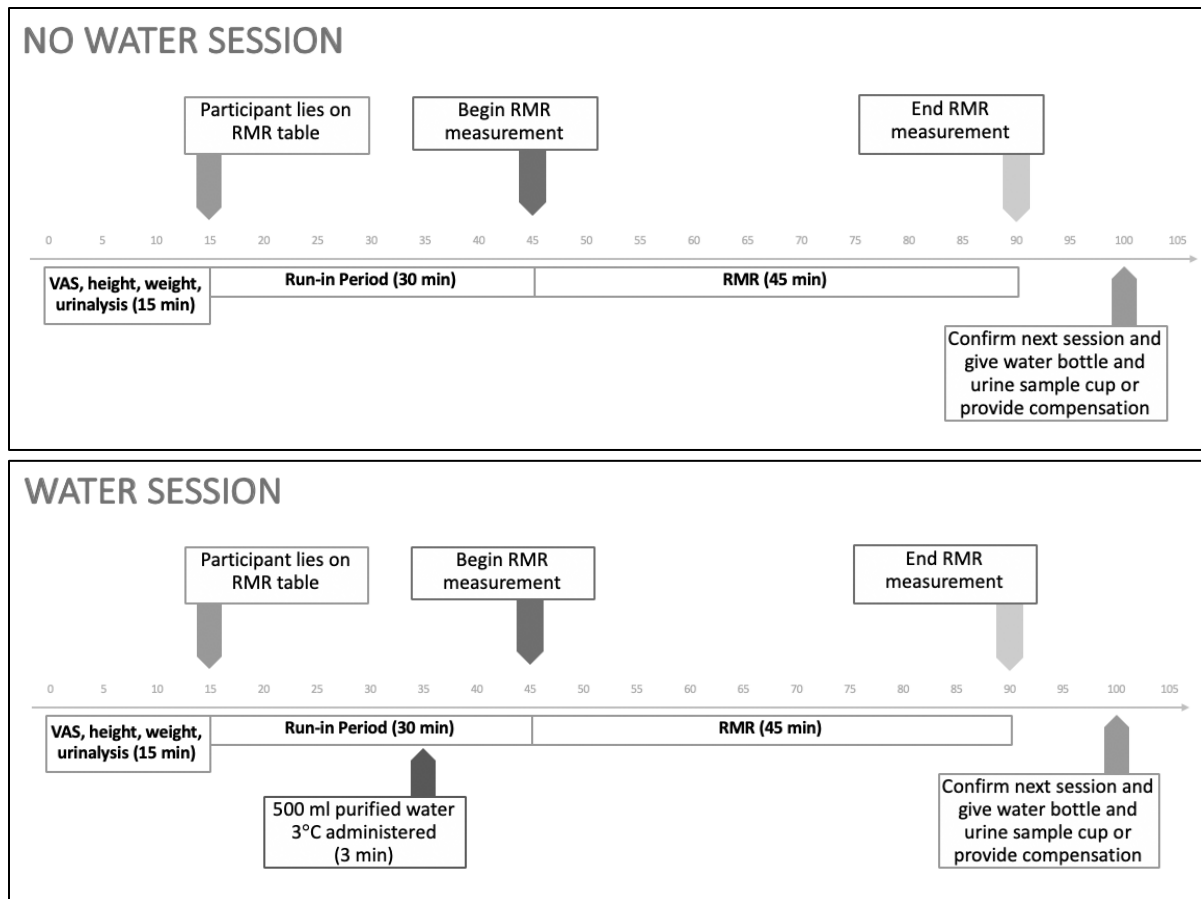 NO WATER SESSION
Participant lies on
RMR table
Begin RMR
measurement
End RMR
measurement
0 5 10 15 20 25 30 35 40 45 50 55 60 65 70 75 80 85 90 95 100 105
VAS, height, weight,
urinalysis (15 min)
Run-in Period (30 min)
RMR (45 min)
Confirm next session and
give water bottle and
urine sample cup or
provide compensation
WATER SESSION
Participant lies on
RMR table
Begin RMR
measurement
End RMR
measurement
0 5 10 15 20 25 30 35 40 45 50 55 60 65 70 75 80 85 90 95 100 105
VAS, height, weight,
urinalysis (15 min)
Run-in Period (30 min)
RMR (45 min)
500 ml purified water
3°C administered
(3 min)
Confirm next session and
give water bottle and
urine sample cup or
provide compensation